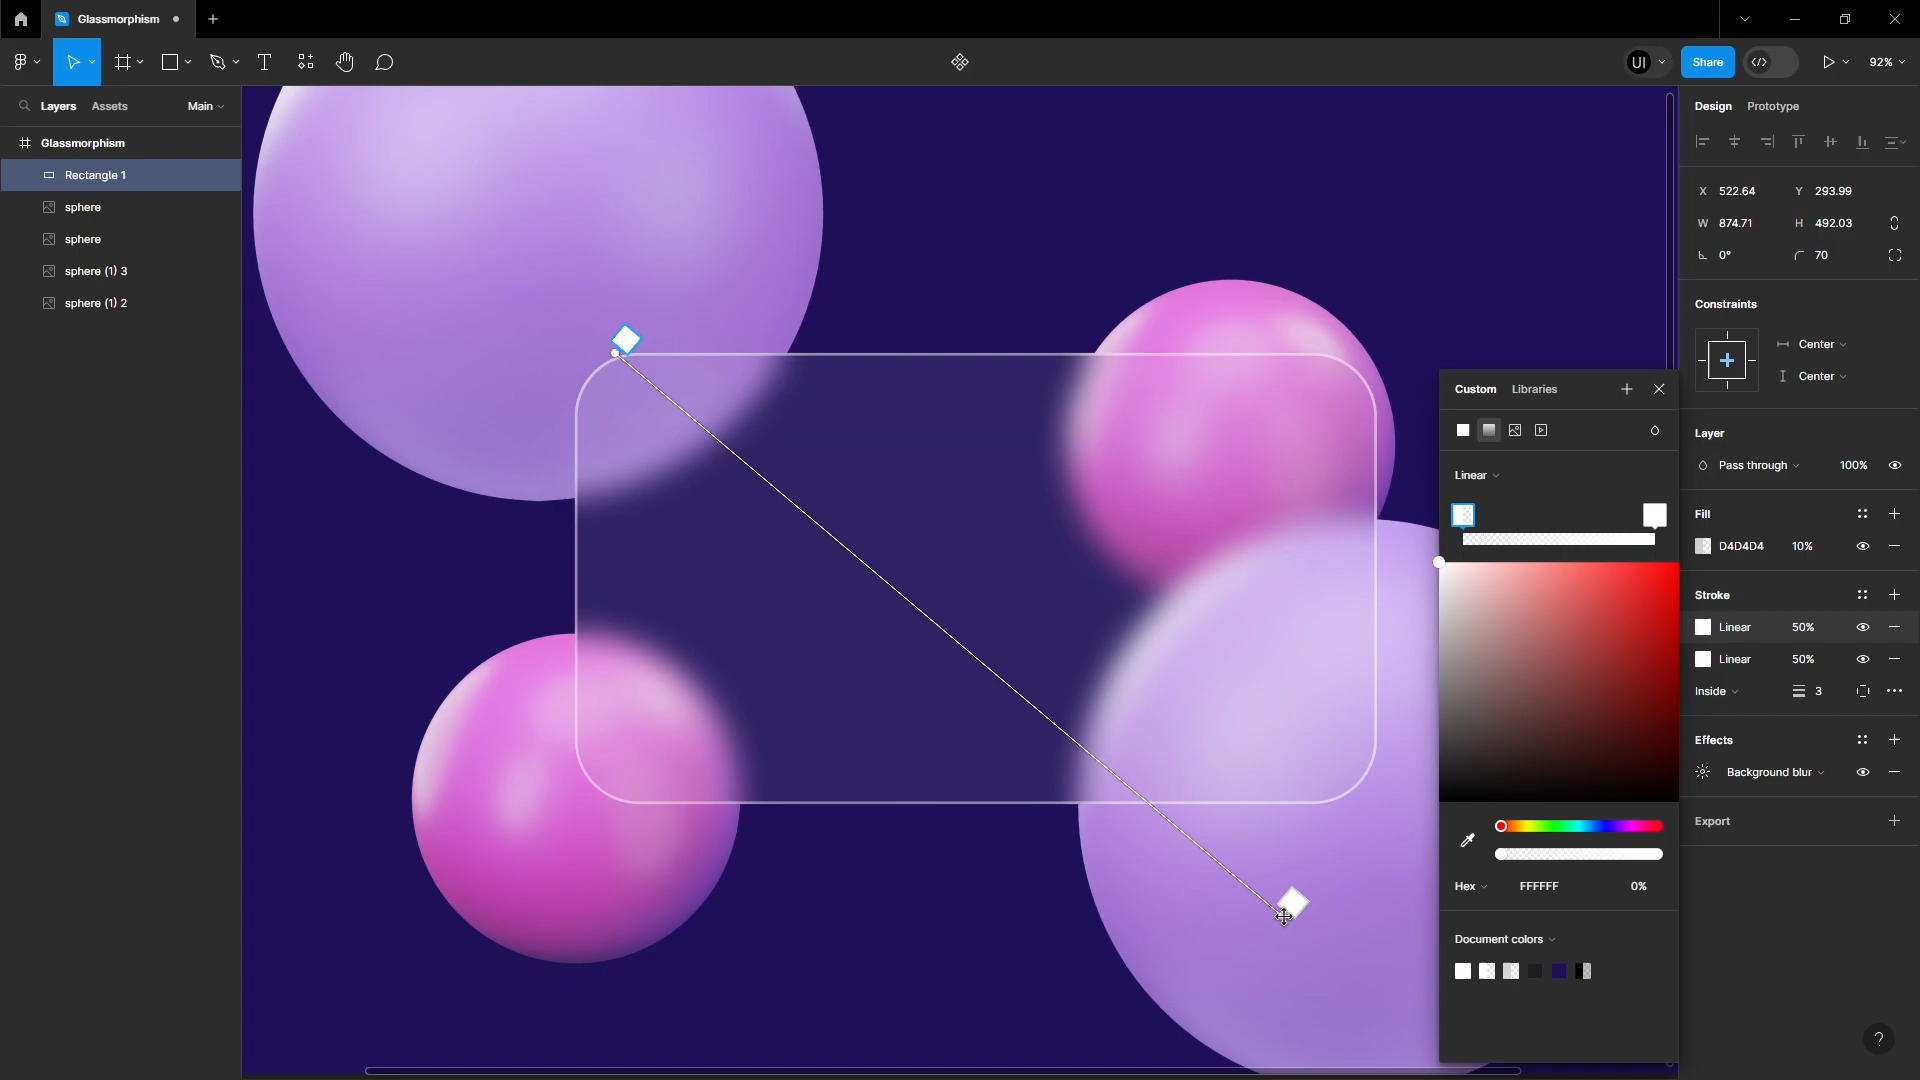 Glassmorphism
UI
Share
92%
Layers
Assets
Main
Glassmorphism
Rectangle 1
sphere
sphere
sphere (1) 3
sphere (1) 2
Design
Prototype
X 522.64 Y 293.99
W 874.71 H 492.03
0° 70
Constraints
Center
Center
Layer
Pass through 100%
Fill
D4D4D4 10%
Stroke
Linear 50%
Linear 50%
Inside 3
Effects
Background blur
Export
Custom Libraries
Linear
Hex FFFFFF 0%
Document colors
?